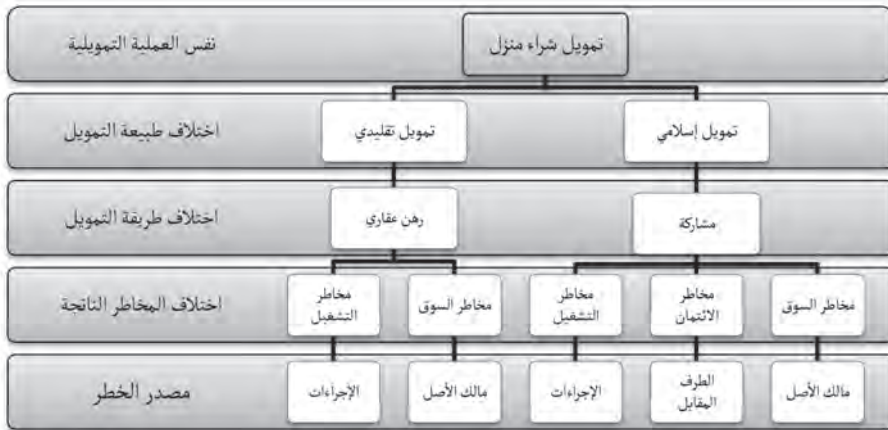 نفس العملية التمويلية
تمويل شراء منزل
اختلاف طبيعة التمويل
تمويل إسلامي
تمويل تقليدي
اختلاف طريقة التمويل
مشاركة
رهن عقاري
اختلاف المخاطر الناتجة
مخاطر السوق
مخاطر
الائتمان
مخاطر
التشغيل
مخاطر السوق
مخاطر
التشغيل
مصدر الخطر
مالك الأصل
الطرف
المقابل
الإجراءات
مالك الأصل
الإجراءات